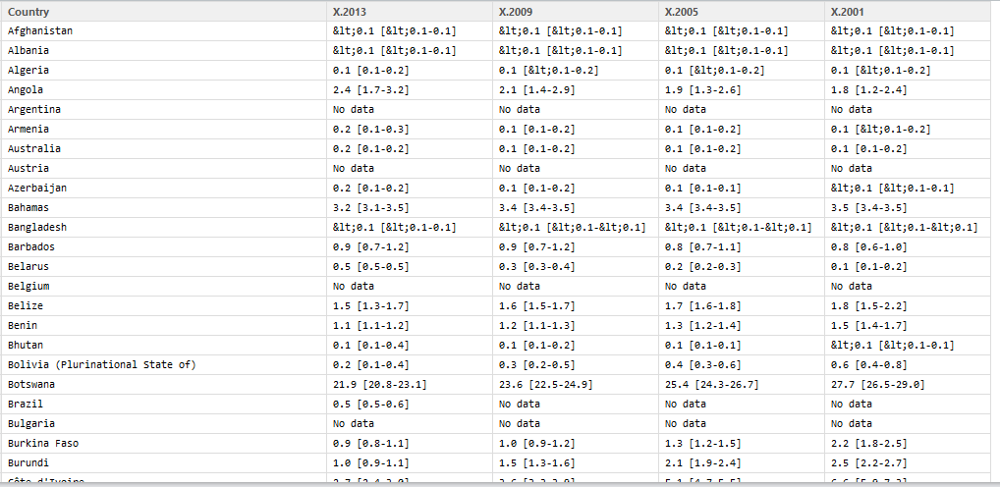 Country X.2013 X.2009 X.2005 X.2001
Afghanistan &lt;0.1 [&lt;0.1-0.1] &lt;0.1 [&lt;0.1-0.1] &lt;0.1 [&lt;0.1-0.1] &lt;0.1 [&lt;0.1-0.1]
Albania &lt;0.1 [&lt;0.1-0.1] &lt;0.1 [&lt;0.1-0.1] &lt;0.1 [&lt;0.1-0.1] &lt;0.1 [&lt;0.1-0.1]
Algeria 0.1 [0.1-0.2] 0.1 [&lt;0.1-0.2] 0.1 [&lt;0.1-0.2] 0.1 [&lt;0.1-0.2]
Angola 2.4 [1.7-3.2] 2.1 [1.4-2.9] 1.9 [1.3-2.6] 1.8 [1.2-2.4]
Argentina No data No data No data No data
Armenia 0.2 [0.1-0.3] 0.1 [0.1-0.2] 0.1 [0.1-0.2] 0.1 [&lt;0.1-0.2]
Australia 0.2 [0.1-0.2] 0.1 [0.1-0.2] 0.1 [0.1-0.2] 0.1 [0.1-0.2]
Austria No data No data No data No data
Azerbaijan 0.2 [0.1-0.2] 0.1 [0.1-0.2] 0.1 [0.1-0.1] &lt;0.1 [&lt;0.1-0.1]
Bahamas 3.2 [3.1-3.5] 3.4 [3.4-3.5] 3.4 [3.4-3.5] 3.5 [3.4-3.5]
Bangladesh &lt;0.1 [&lt;0.1-0.1] &lt;0.1 [&lt;0.1-&lt;0.1] &lt;0.1 [&lt;0.1-&lt;0.1] &lt;0.1 [&lt;0.1-&lt;0.1]
Barbados 0.9 [0.7-1.2] 0.9 [0.7-1.2] 0.8 [0.7-1.1] 0.8 [0.6-1.0]
Belarus 0.5 [0.5-0.5] 0.3 [0.3-0.4] 0.2 [0.2-0.3] 0.1 [0.1-0.2]
Belgium No data No data No data No data
Belize 1.5 [1.3-1.7] 1.6 [1.5-1.7] 1.7 [1.6-1.8] 1.8 [1.5-2.2]
Benin 1.1 [1.1-1.2] 1.2 [1.1-1.3] 1.3 [1.2-1.4] 1.5 [1.4-1.7]
Bhutan 0.1 [0.1-0.4] 0.1 [0.1-0.2] 0.1 [0.1-0.1] &lt;0.1 [&lt;0.1-0.1]
Bolivia (Plurinational State of) 0.2 [0.1-0.4] 0.3 [0.2-0.5] 0.4 [0.3-0.6] 0.6 [0.4-0.8]
Botswana 21.9 [20.8-23.1] 23.6 [22.5-24.9] 25.4 [24.3-26.7] 27.7 [26.5-29.0]
Brazil 0.5 [0.5-0.6] No data No data No data
Bulgaria No data No data No data No data
Burkina Faso 0.9 [0.8-1.1] 1.0 [0.9-1.2] 1.3 [1.2-1.5] 2.2 [1.8-2.5]
Burundi 1.0 [0.9-1.1] 1.5 [1.3-1.6] 2.1 [1.9-2.4] 2.5 [2.2-2.7]
Côte d'Ivoire